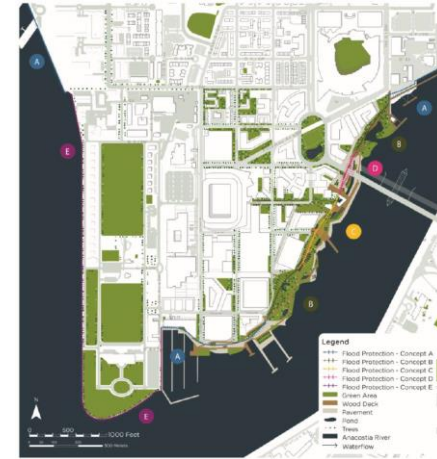 A
A
B
E
D
C
B
A
E
Legend
Flood Protection - Concept A
Flood Protection - Concept B
Flood Protection - Concept C
Flood Protection - Concept D
Flood Protection - Concept E
Green Area
Wood Deck
Pavement
Pond
Trees
Anacostia River
Waterflow
N
0 500 1000 Feet